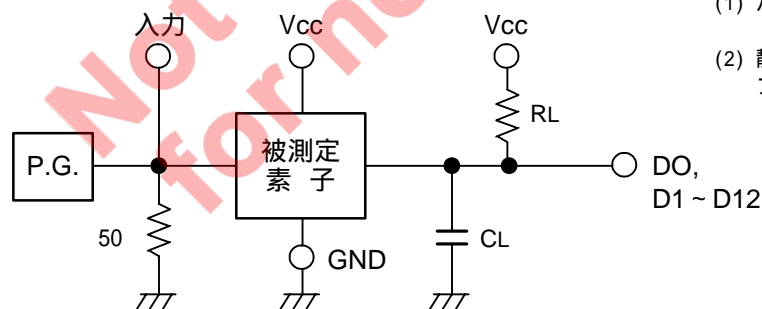 入力
Vcc
Vcc
(1)
(2)
RL
P.G.
被測定
素 子
DO,
D1 ~ D12
50
CL
GND
Not
for ne